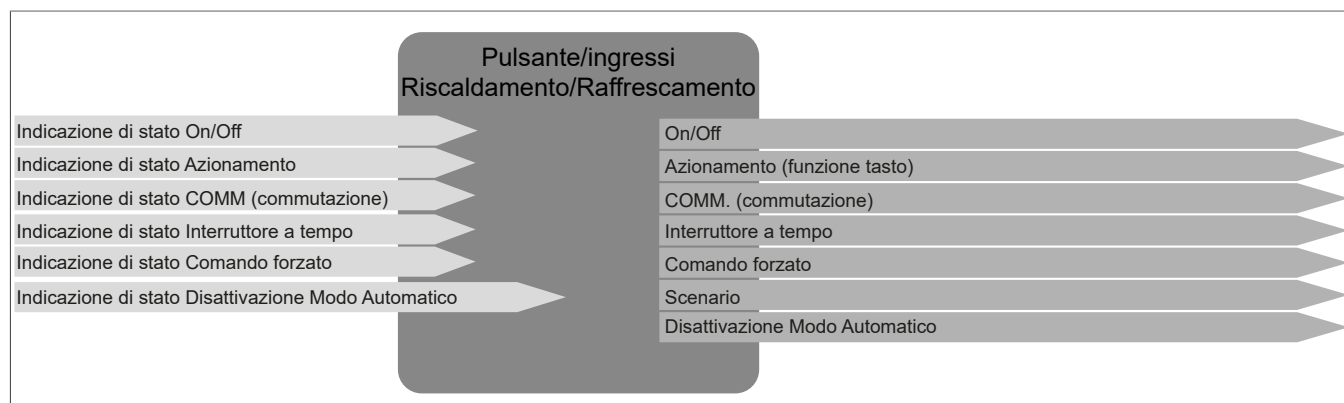 Pulsante/ingressi
Riscaldamento/Raffrescamento
Indicazione di stato On/Off
Indicazione di stato Azionamento
Indicazione di stato COMM (commutazione)
Indicazione di stato Interruttore a tempo
Indicazione di stato Comando forzato
Indicazione di stato Disattivazione Modo Automatico
On/Off
Azionamento (funzione tasto)
COMM. (commutazione)
Interruttore a tempo
Comando forzato
Scenario
Disattivazione Modo Automatico